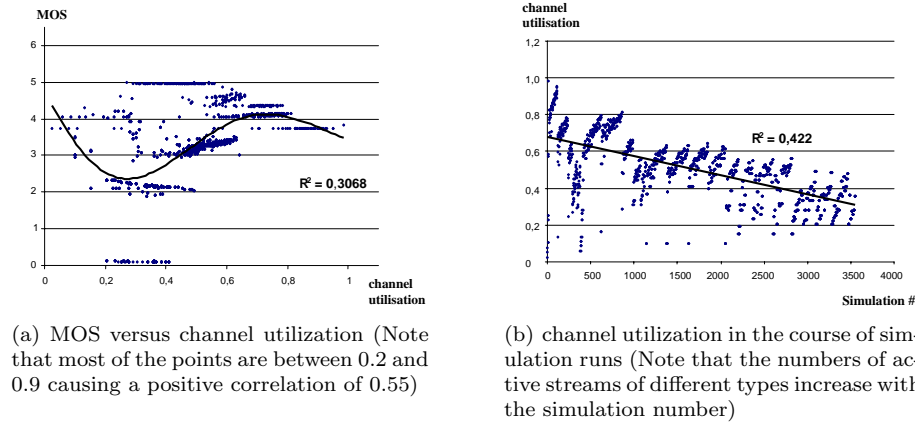 MOS
6
5
4
3
2
1
0
R² = 0,3068
0 0,2 0,4 0,6 0,8 1
channel
utilisation
(a) MOS versus channel utilization (Note
that most of the points are between 0.2 and
0.9 causing a positive correlation of 0.55)
channel
utilisation
1,2
1,0
0,8
0,6
0,4
0,2
0
R² = 0,422
0 500 1000 1500 2000 2500 3000 3500 4000
Simulation #
(b) channel utilization in the course of sim-
ulation runs (Note that the numbers of ac-
tive streams of different types increase with
the simulation number)